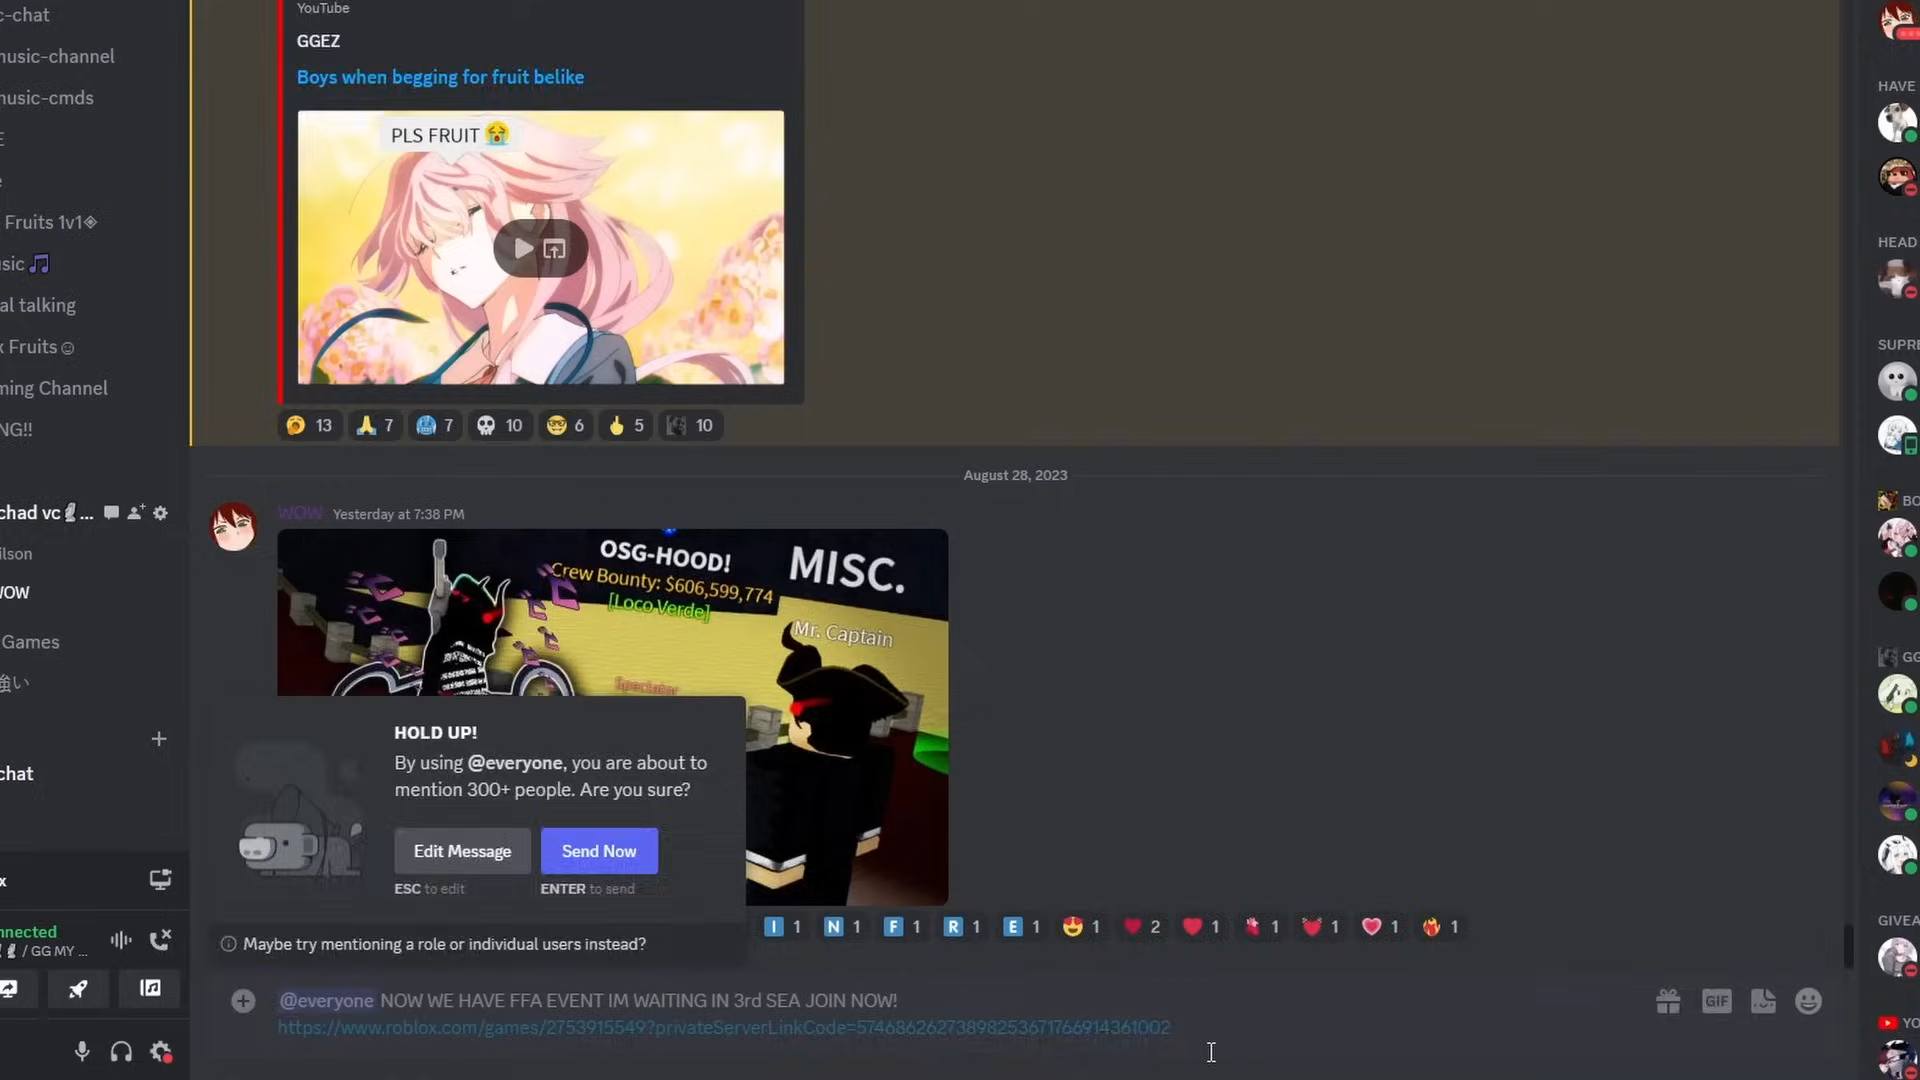 c-chat
nusic-channel
nusic-cmds
E
e
Fruits 1v1
sic
al talking
x Fruits
ning Channel
NG!!
chad vc ...
ilson
WOW
Games
強い
chat
x
nnected
/ GG MY ...
YouTube
GGEZ
Boys when begging for fruit belike
PLS FRUIT
13 7 7 10 6 5 10
August 28, 2023
WOW Yesterday at 7:38 PM
OSG-HOOD!
Crew Bounty: $606,599,774
[Loco Verde]
MISC.
Mr. Captain
Spectator
HOLD UP!
By using @everyone, you are about to
mention 300+ people. Are you sure?
Edit Message Send Now
ESC to edit ENTER to send
I 1 N 1 F 1 R 1 E 1 1 2 1 1 1 1 1
Maybe try mentioning a role or individual users instead?
@everyone NOW WE HAVE FFA EVENT IM WAITING IN 3rd SEA JOIN NOW!
https://www.roblox.com/games/2753915549?privateServerLinkCode=57468626273898253671766914361002
GIF
HAVE
HEAD
SUPRE
BO
GG
GIVEA
YO